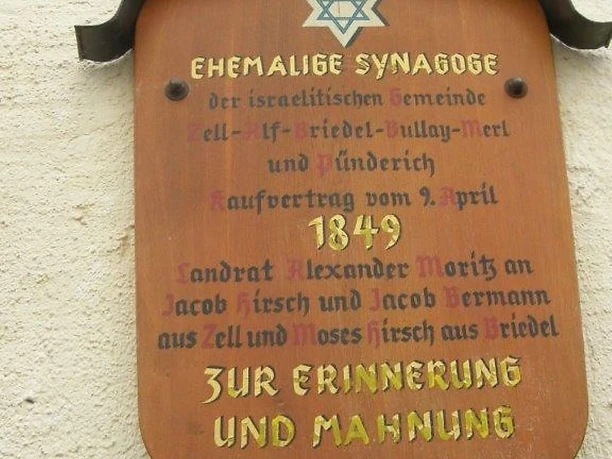 EHEMALIGE SYNAGOGE
der israelitischen Gemeinde
Zell-Alf-Briedel-Bullay-Merl
und Pünderich
Kaufvertrag vom 9. April
1849
Landrat Alexander Moritz an
Jacob Hirsch und Jacob Bermann
aus Zell und Moses Hirsch aus Briedel
ZUR ERINNERUNG
UND MAHNUNG